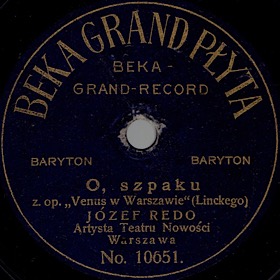 BEKA GRAND PŁYTA
BEKA -
GRAND-RECORD
BARYTON BARYTON
O, szpaku
z. op. „Venus w Warszawie" (Linckego)
JÓZEF REDO
Artysta Teatru Nowości
Warszawa
No. 10651.